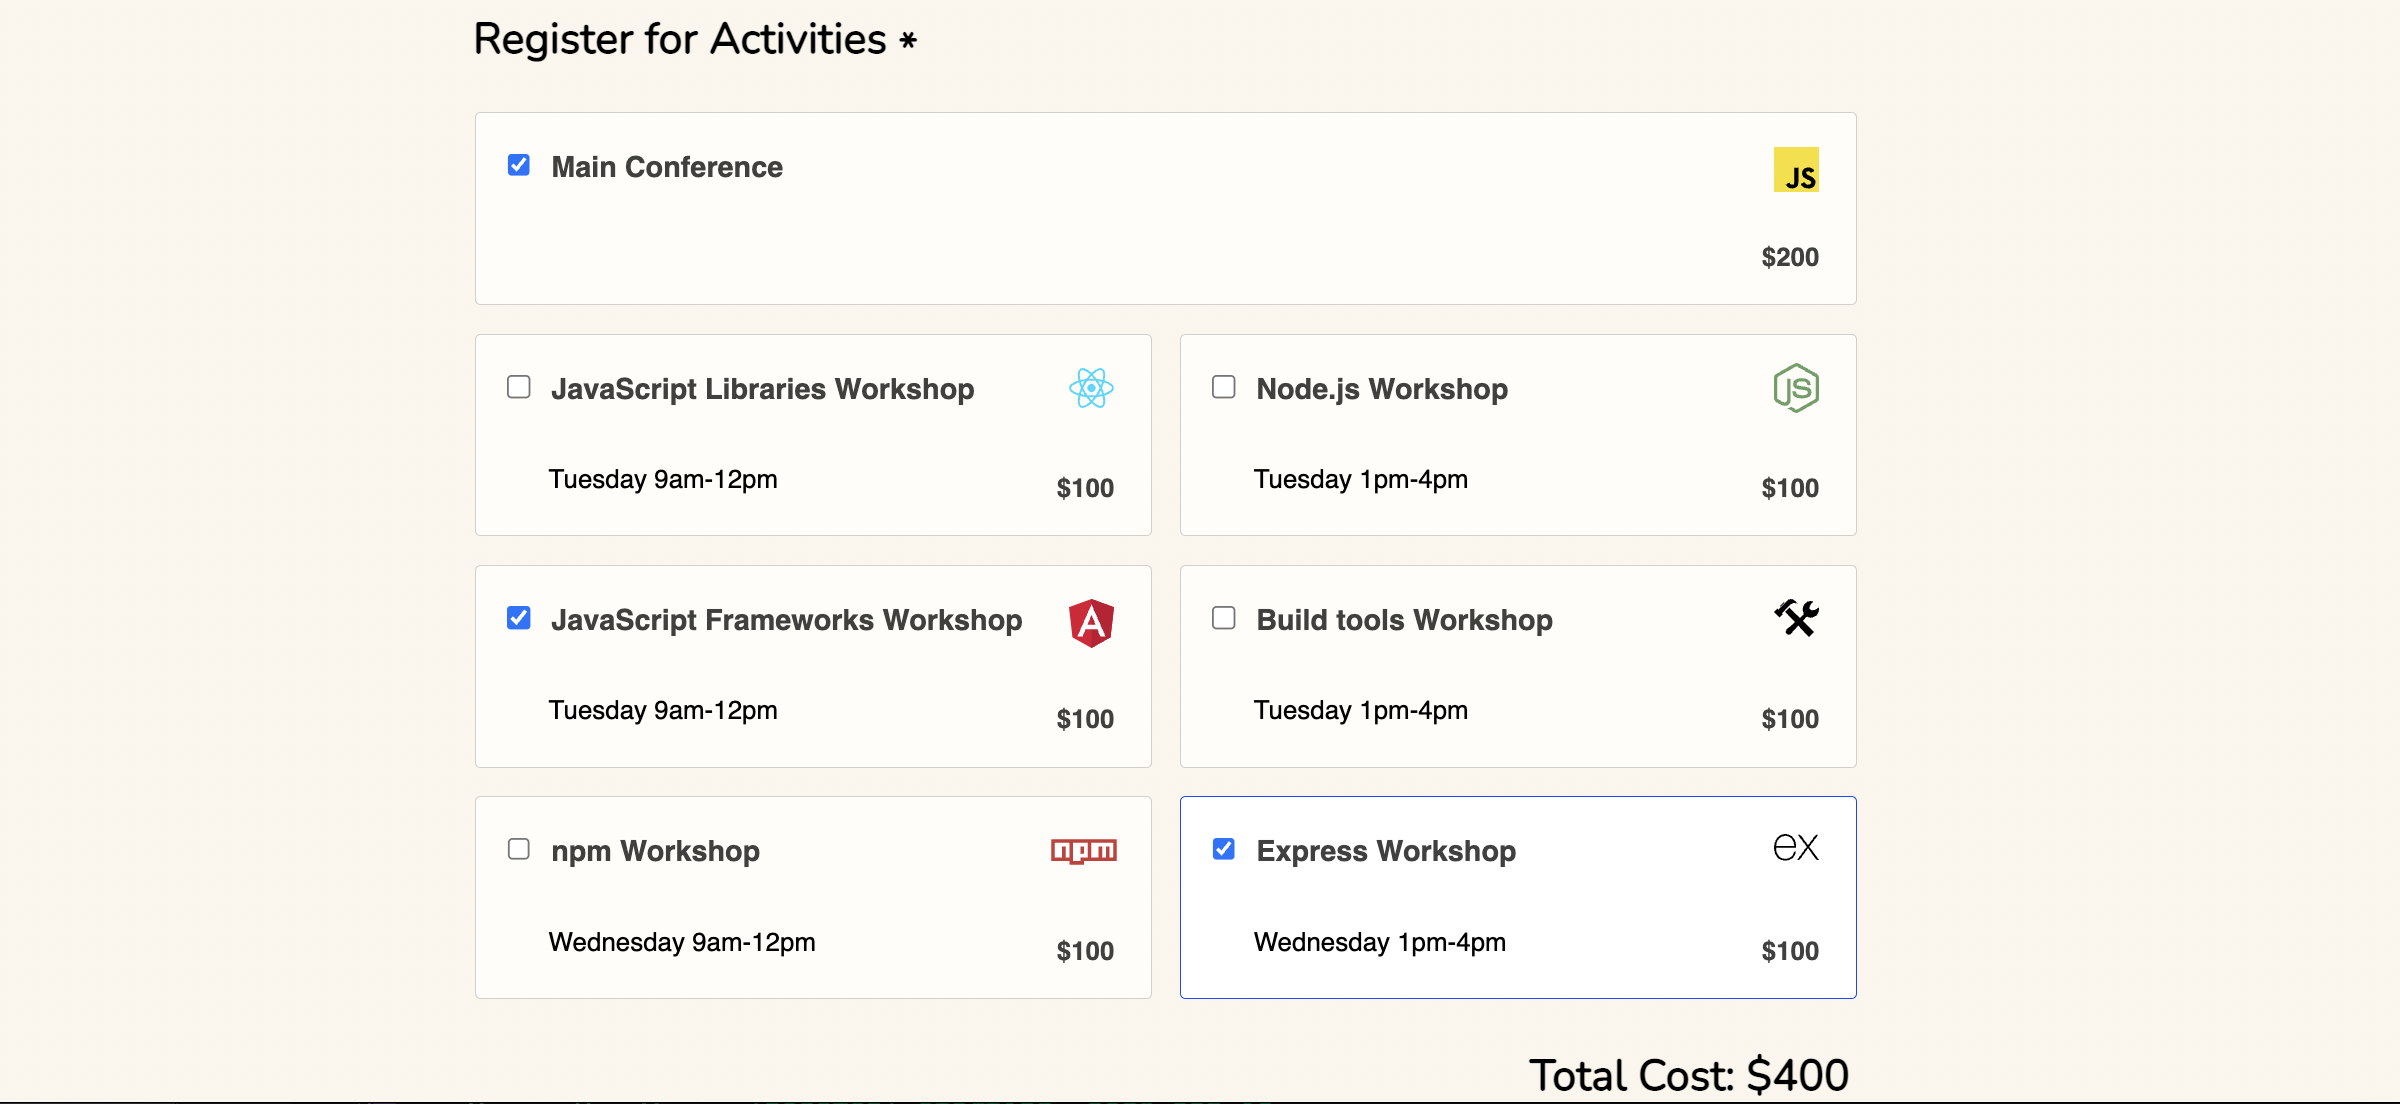 Register for Activities *
Main Conference
JS
$200
JavaScript Libraries Workshop
Tuesday 9am-12pm
$100
Node.js Workshop
JS
Tuesday 1pm-4pm
$100
JavaScript Frameworks Workshop
A
Tuesday 9am-12pm
$100
Build tools Workshop
Tuesday 1pm-4pm
$100
npm Workshop
npm
Wednesday 9am-12pm
$100
Express Workshop
ex
Wednesday 1pm-4pm
$100
Total Cost: $400